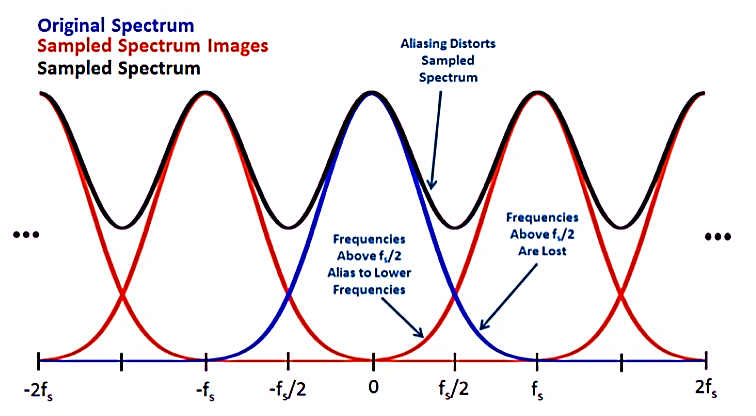 Original Spectrum
Sampled Spectrum Images
Sampled Spectrum
Aliasing Distorts
Sampled
Spectrum
Frequencies
Above fs/2
Are Lost
Frequencies
Above fs/2
Alias to Lower
Frequencies
...
...
-2fs -fs -fs/2 0 fs/2 fs 2fs